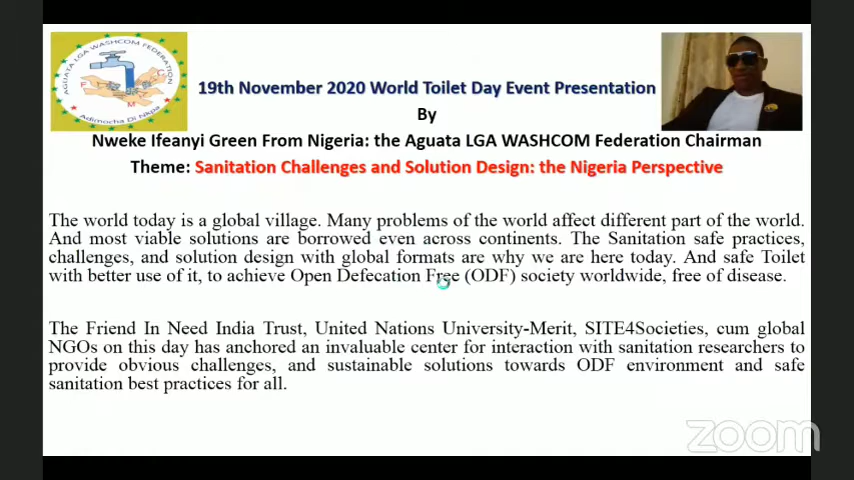 AGUATA LGA WASHCOM FEDERATION
F
C
M
Adimocha Di Nkpa
19th November 2020 World Toilet Day Event Presentation
By
Nweke Ifeanyi Green From Nigeria: the Aguata LGA WASHCOM Federation Chairman
Theme: Sanitation Challenges and Solution Design: the Nigeria Perspective
The world today is a global village. Many problems of the world affect different part of the world.
And most viable solutions are borrowed even across continents. The Sanitation safe practices,
challenges, and solution design with global formats are why we are here today. And safe Toilet
with better use of it, to achieve Open Defecation Free (ODF) society worldwide, free of disease.
The Friend In Need India Trust, United Nations University-Merit, SITE4Societies, cum global
NGOs on this day has anchored an invaluable center for interaction with sanitation researchers to
provide obvious challenges, and sustainable solutions towards ODF environment and safe
sanitation best practices for all.
zoom